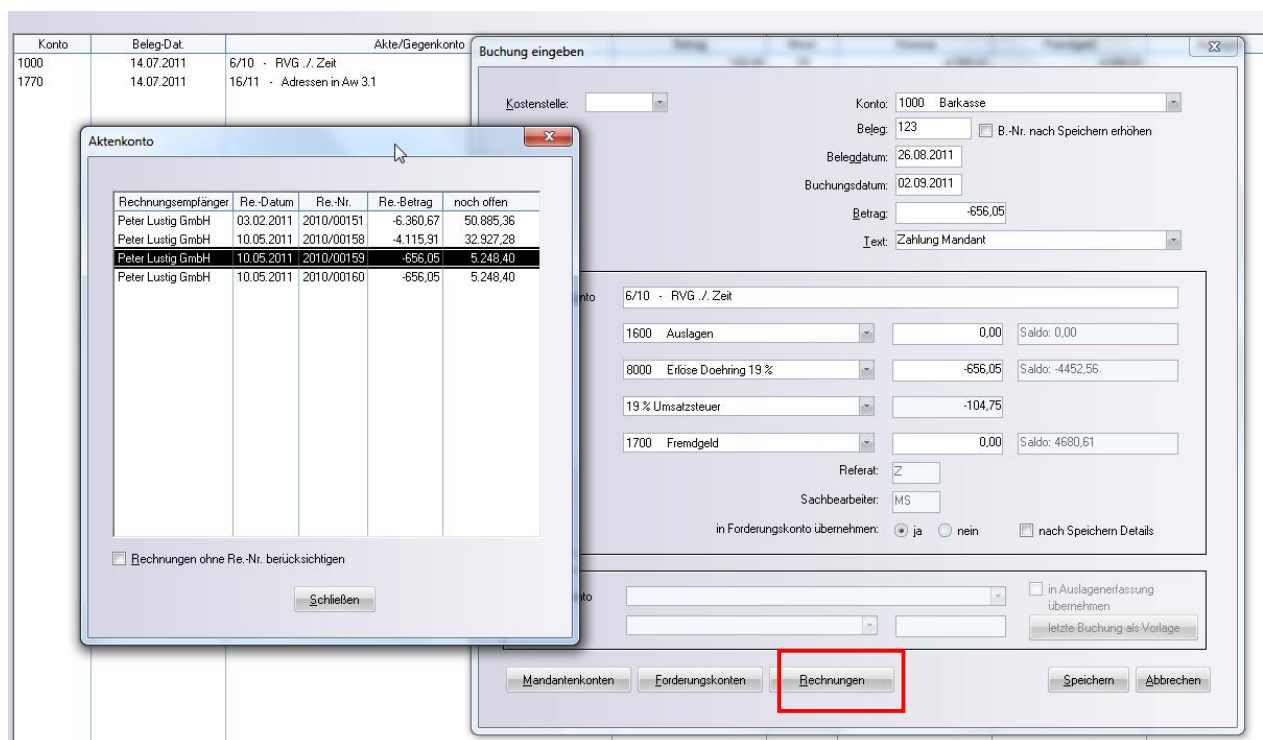 Konto Beleg-Dat. Akte/Gegenkonto
1000 14.07.2011 6/10 - RVG ./. Zeit
1770 14.07.2011 16/11 - Adressen in Aw 3.1
Aktenkonto
Rechnungsempfänger Re.-Datum Re.-Nr. Re.-Betrag noch offen
Peter Lustig GmbH 03.02.2011 2010/00151 -6.360,67 50.885,36
Peter Lustig GmbH 10.05.2011 2010/00158 -4.115,91 32.927,28
Peter Lustig GmbH 10.05.2011 2010/00159 -656,05 5.248,40
Peter Lustig GmbH 10.05.2011 2010/00160 -656,05 5.248,40
Rechnungen ohne Re.-Nr. berücksichtigen
Schließen
Buchung eingeben
Kostenstelle: Konto: 1000 Barkasse
Beleg: 123 B.-Nr. nach Speichern erhöhen
Belegdatum: 26.08.2011
Buchungsdatum: 02.09.2011
Betrag: -656,05
Text: Zahlung Mandant
nto 6/10 - RVG ./. Zeit
1600 Auslagen 0,00 Saldo: 0,00
8000 Erlöse Doehring 19 % -656,05 Saldo: -4452,56
19 % Umsatzsteuer -104,75
1700 Fremdgeld 0,00 Saldo: 4680,61
Referat: Z
Sachbearbeiter: MS
in Forderungskonto übernehmen: ja nein nach Speichern Details
nto in Auslagenerfassung
übernehmen
letzte Buchung als Vorlage
Mandantenkonten Forderungskonten Rechnungen Speichern Abbrechen